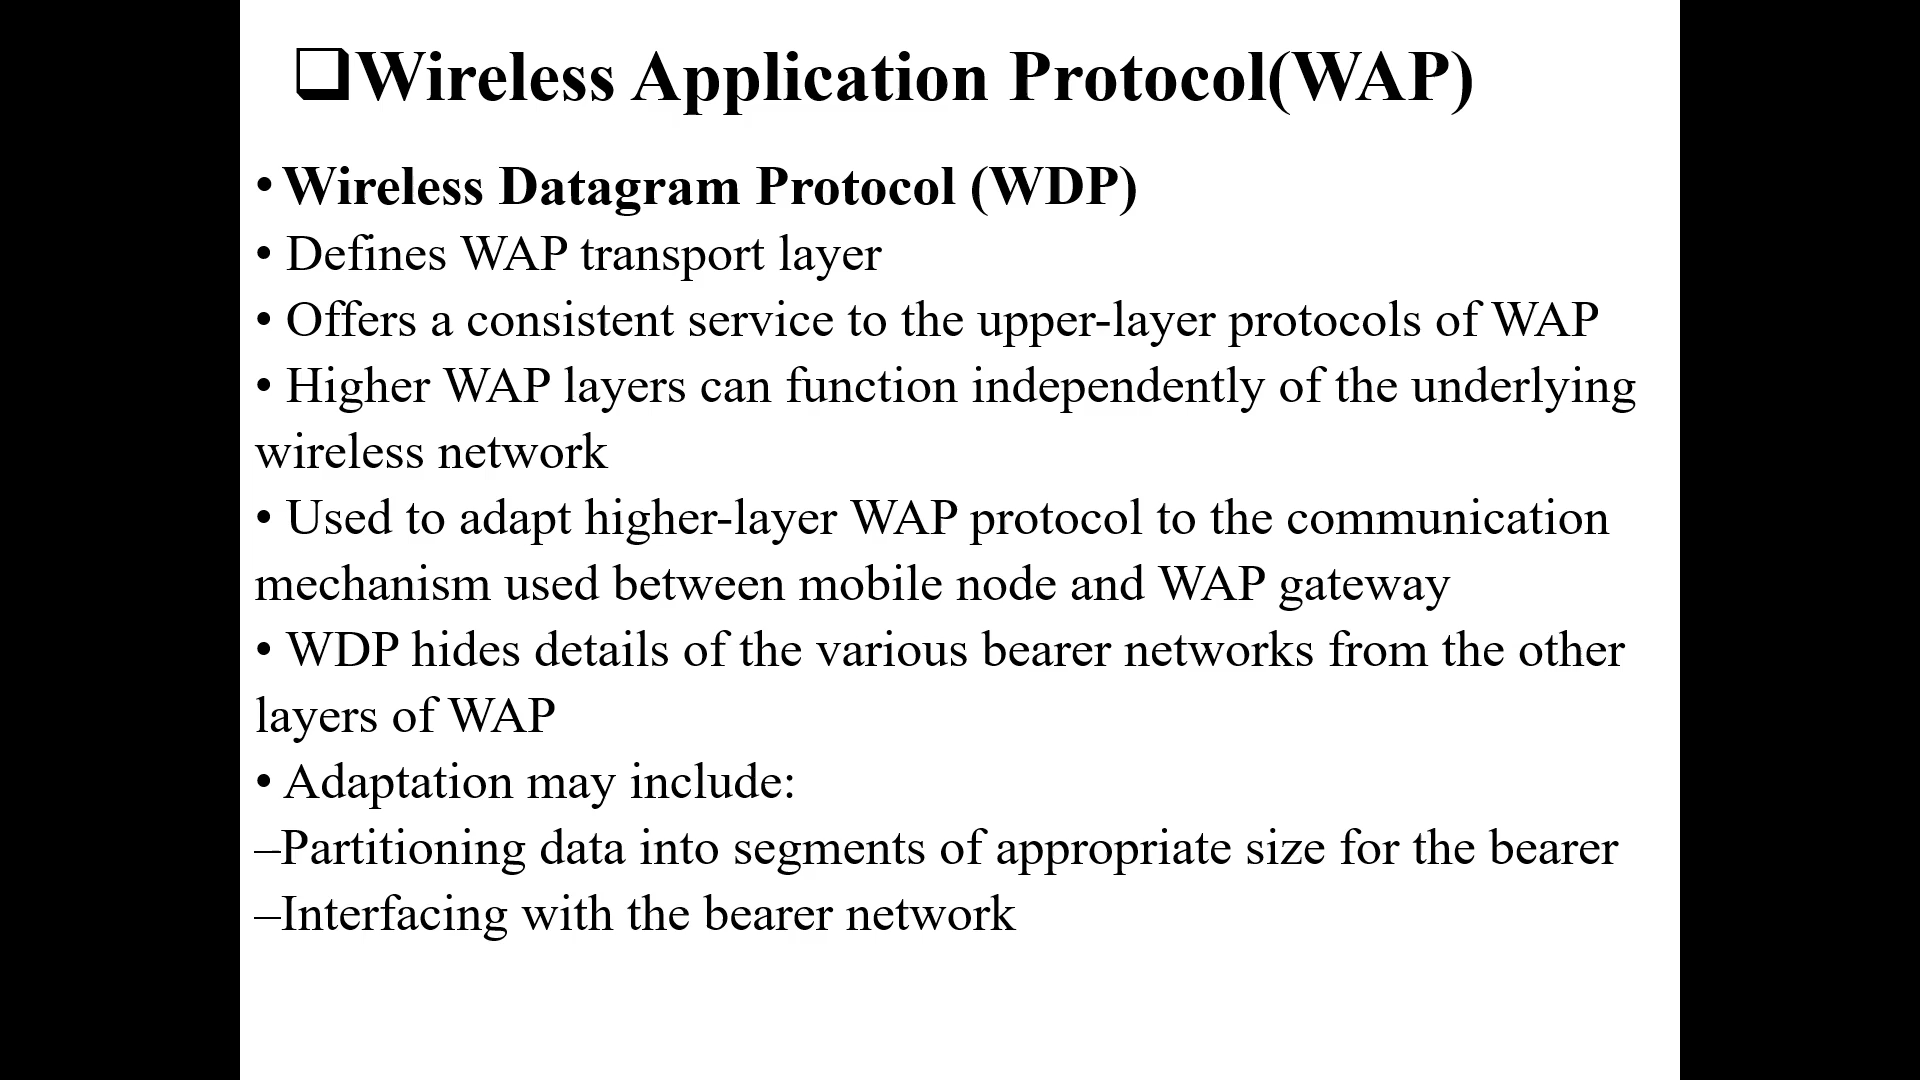 ❑Wireless Application Protocol(WAP)
• Wireless Datagram Protocol (WDP)
• Defines WAP transport layer
• Offers a consistent service to the upper-layer protocols of WAP
• Higher WAP layers can function independently of the underlying
wireless network
• Used to adapt higher-layer WAP protocol to the communication
mechanism used between mobile node and WAP gateway
• WDP hides details of the various bearer networks from the other
layers of WAP
• Adaptation may include:
–Partitioning data into segments of appropriate size for the bearer
–Interfacing with the bearer network